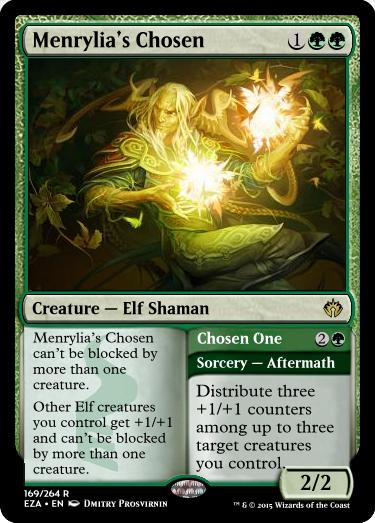 Menrylia's Chosen 1
Creature — Elf Shaman
Menrylia's Chosen
can't be blocked by
more than one
creature.
Other Elf creatures
you control get +1/+1
and can't be blocked
by more than one
creature.
Chosen One 2
Sorcery — Aftermath
Distribute three
+1/+1 counters
among up to three
target creatures
you control.
2/2
169/264 R
EZA • EN Dmitry Prosvirnin
™ & © 2015 Wizards of the Coast